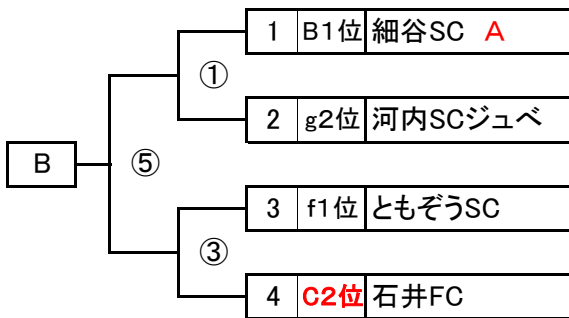 1 B1位 細谷SC A
①
2 g2位 河内SCジュベ
B
⑤
3 f1位 ともぞうSC
③
4 C2位 石井FC